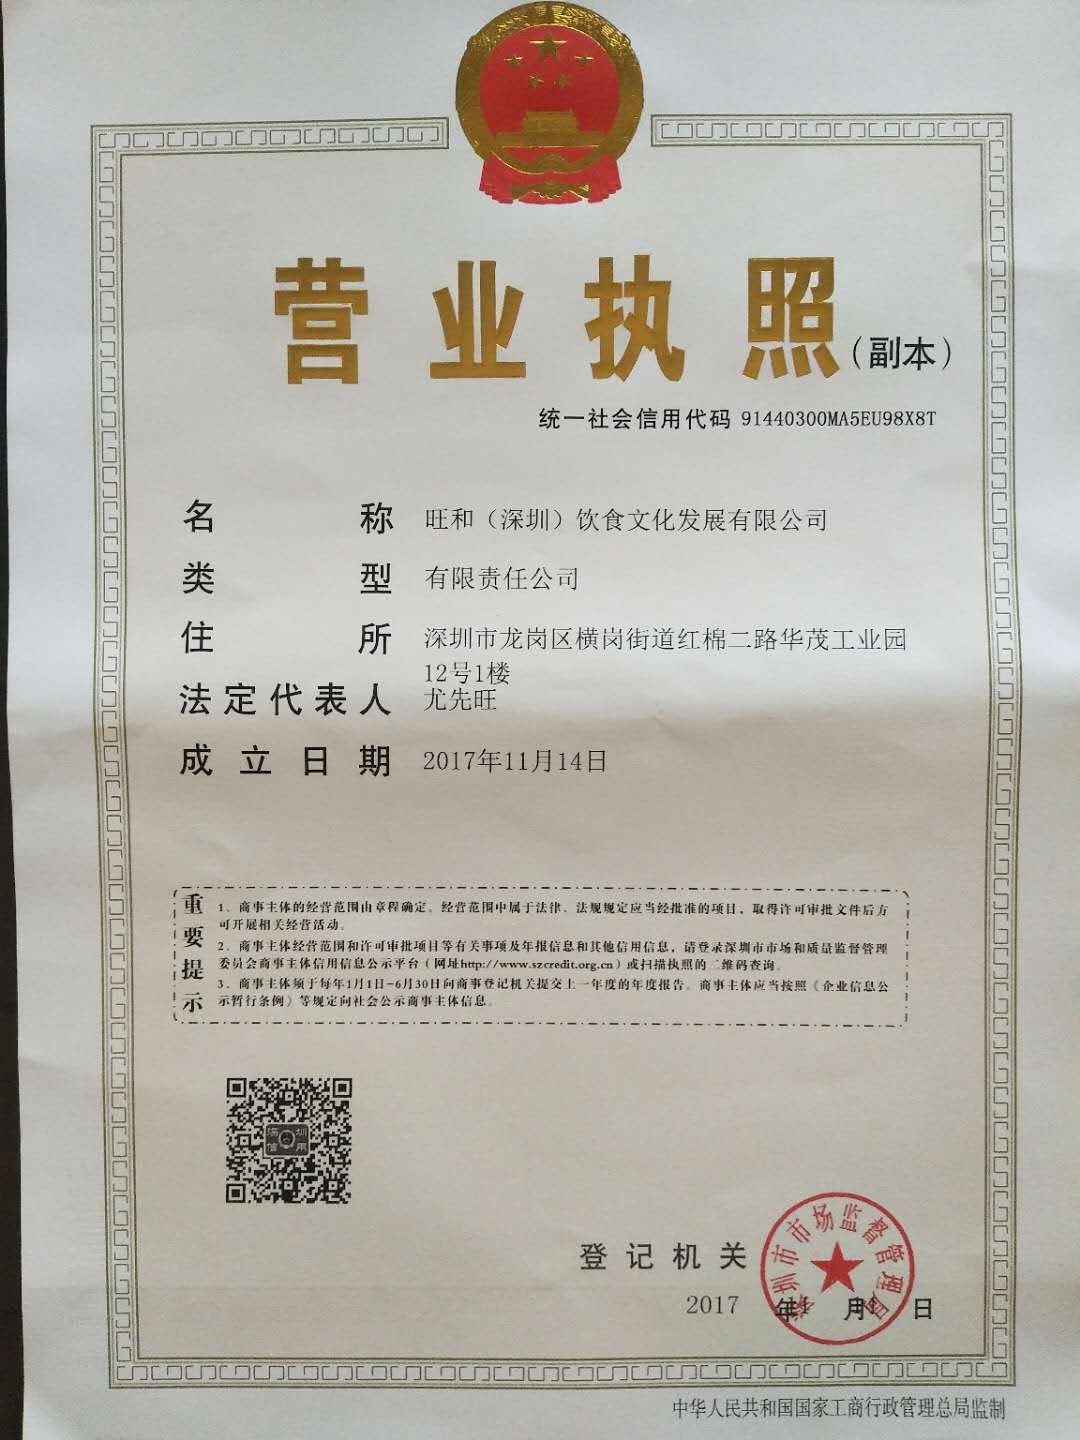 营业执照(副本)
统一社会信用代码 91440300MA5EU98X8T
名称 旺和（深圳）饮食文化发展有限公司
类型 有限责任公司
住所 深圳市龙岗区横岗街道红棉二路华茂工业园
12号1楼
法定代表人 尤先旺
成立日期 2017年11月14日
重要提示
1、商事主体的经营范围由章程确定。经营范围中属于法律、法规规定应当经批准的项目，取得许可审批文件后方
可开展相关经营活动。
2、商事主体经营范围和许可审批项目等有关事项及年报信息和其他信用信息，请登录深圳市市场和质量监督管理
委员会商事主体信用信息公示平台（网址http://www.szcredit.org.cn）或扫描执照的二维码查询。
3、商事主体须于每年1月1日-6月30日向商事登记机关提交上一年度的年度报告。商事主体应当按照《企业信息公
示暂行条例》等规定向社会公示商事主体信息。
深圳信用
登记机关
深圳市市场监督管理局
2017 年 月 日
中华人民共和国国家工商行政管理总局监制